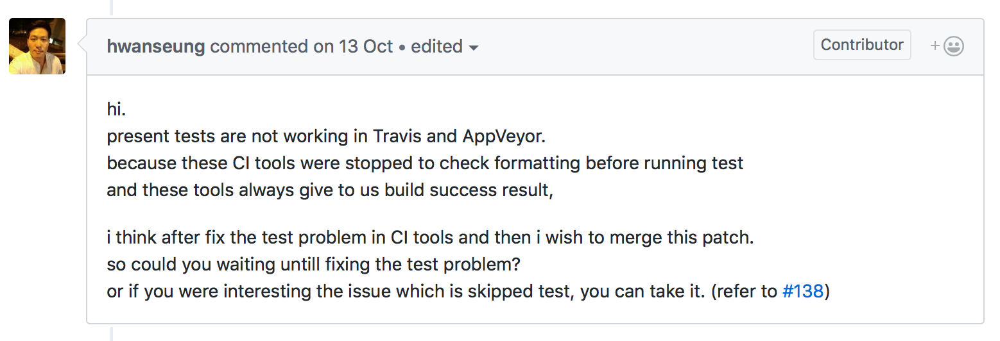 hwanseung commented on 13 Oct • edited
Contributor
hi.
present tests are not working in Travis and AppVeyor.
because these CI tools were stopped to check formatting before running test
and these tools always give to us build success result,
i think after fix the test problem in CI tools and then i wish to merge this patch.
so could you waiting untill fixing the test problem?
or if you were interesting the issue which is skipped test, you can take it. (refer to #138)